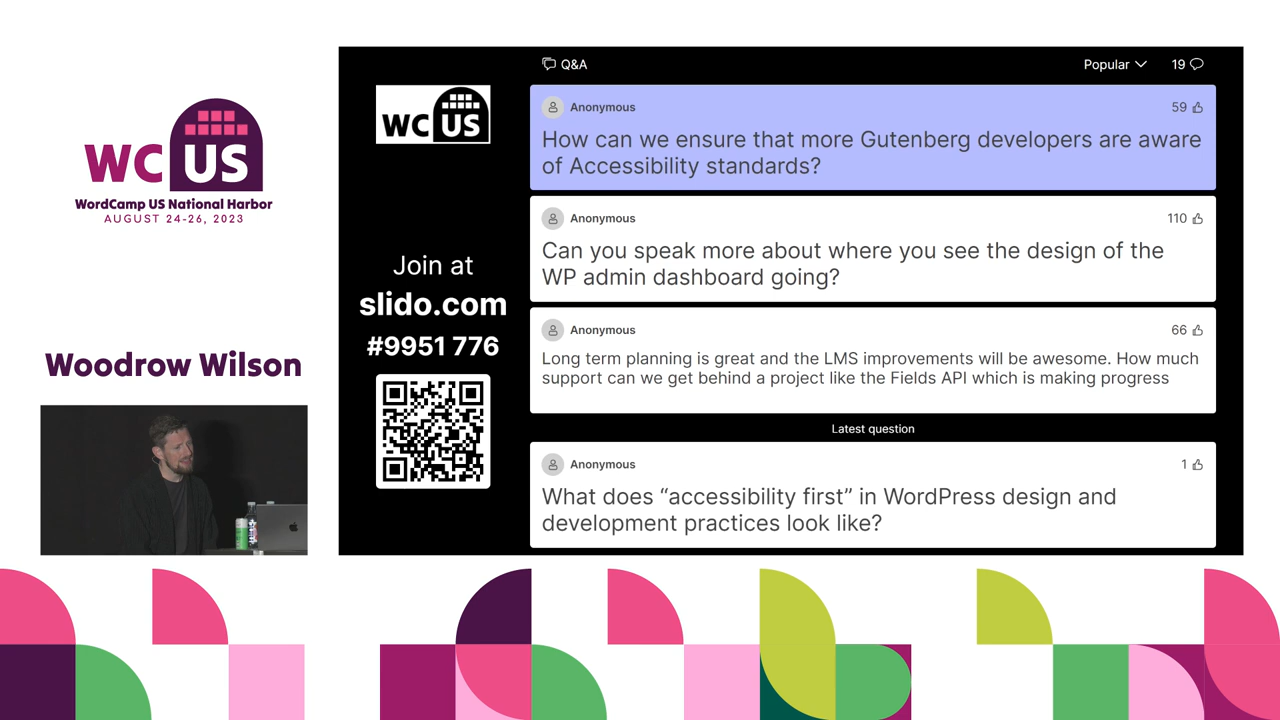 WC US
WordCamp US National Harbor
AUGUST 24-26, 2023
Woodrow Wilson
WC US
Join at
slido.com
#9951 776
Q&A
Popular
19
Anonymous
59
How can we ensure that more Gutenberg developers are aware
of Accessibility standards?
Anonymous
110
Can you speak more about where you see the design of the
WP admin dashboard going?
Anonymous
66
Long term planning is great and the LMS improvements will be awesome. How much
support can we get behind a project like the Fields API which is making progress
Latest question
Anonymous
1
What does “accessibility first” in WordPress design and
development practices look like?